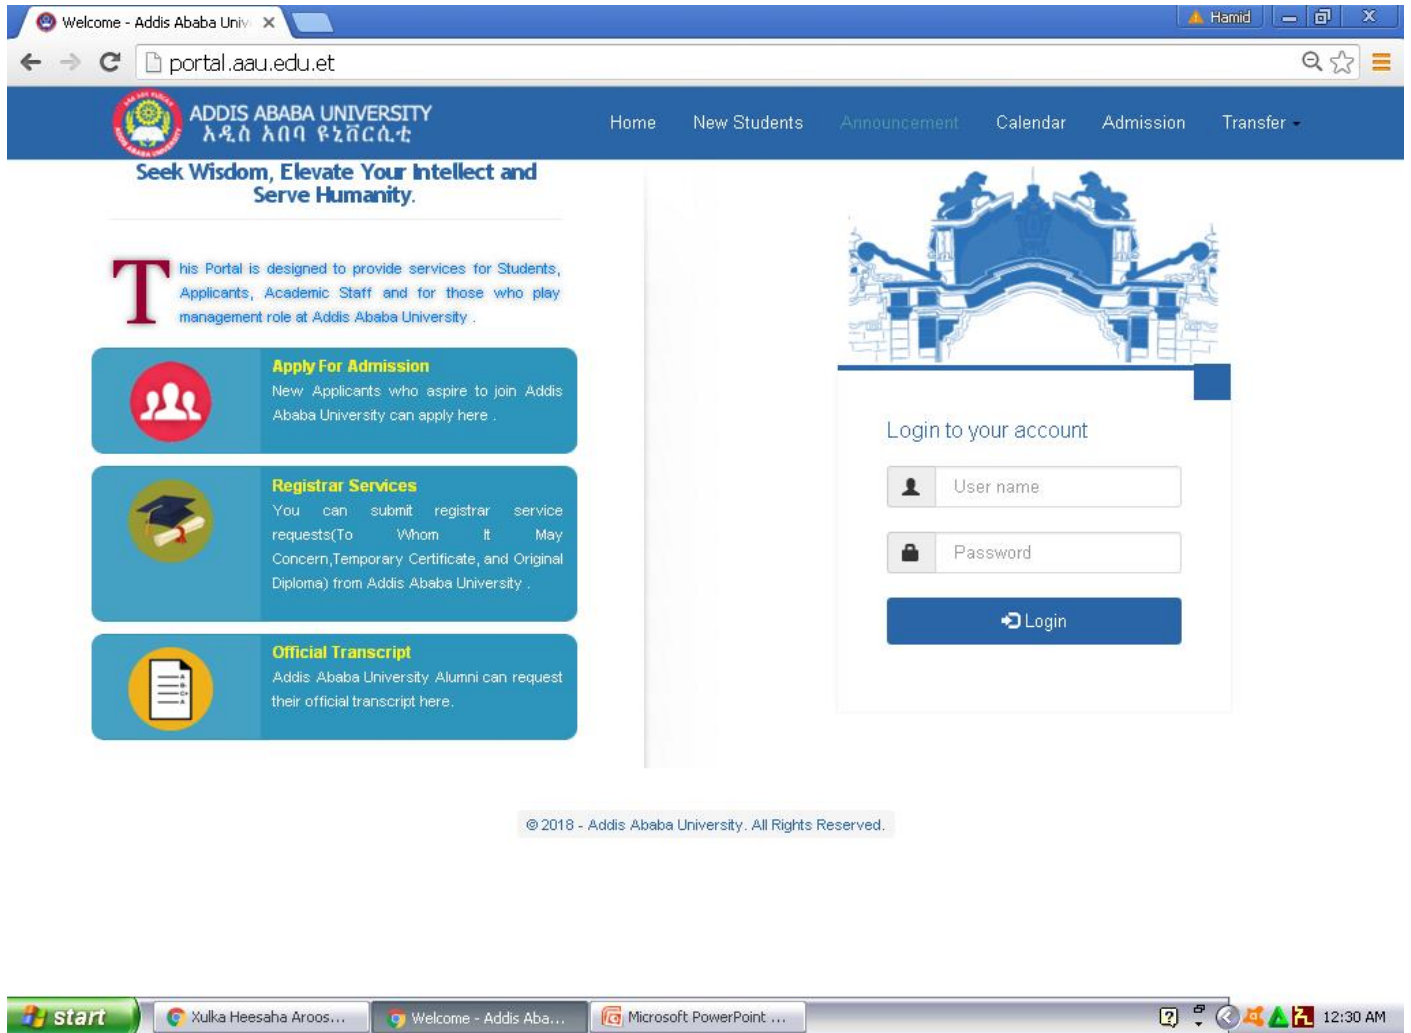 Welcome - Addis Ababa Univ
Hamid
portal.aau.edu.et
ADDIS ABABA UNIVERSITY
አዲስ አበባ ዩኒቨርሲቲ
Home New Students Announcement Calendar Admission Transfer
Seek Wisdom, Elevate Your Intellect and
Serve Humanity.
This Portal is designed to provide services for Students,
Applicants, Academic Staff and for those who play
management role at Addis Ababa University .
Apply For Admission
New Applicants who aspire to join Addis
Ababa University can apply here .
Registrar Services
You can submit registrar service
requests(To Whom It May
Concern,Temporary Certificate, and Original
Diploma) from Addis Ababa University .
Official Transcript
Addis Ababa University Alumni can request
their official transcript here.
Login to your account
User name
Password
Login
© 2018 - Addis Ababa University. All Rights Reserved.
start
Xulka Heesaha Aroos...
Welcome - Addis Aba...
Microsoft PowerPoint ...
12:30 AM